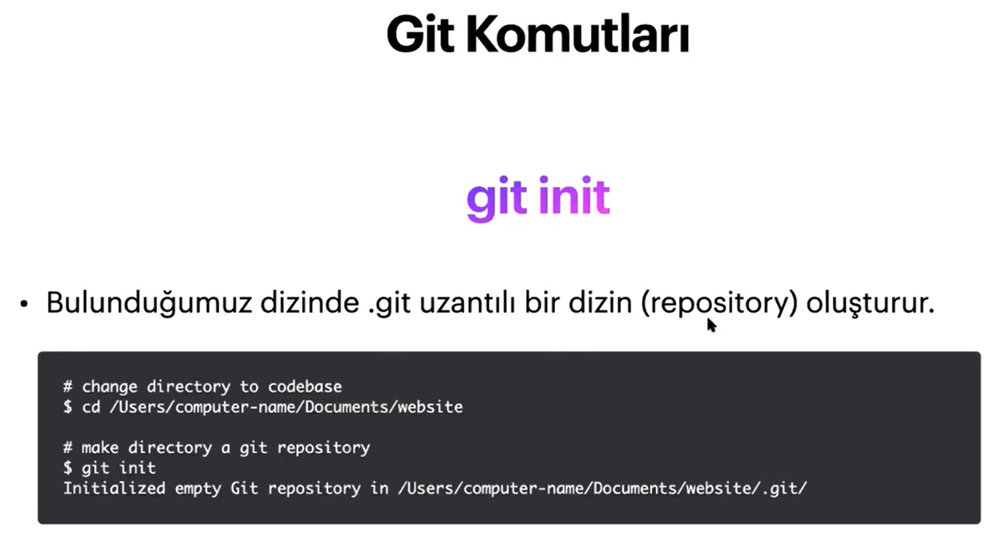 Git Komutları
git init
• Bulunduğumuz dizinde .git uzantılı bir dizin (repository) oluşturur.
# change directory to codebase
$ cd /Users/computer-name/Documents/website
# make directory a git repository
$ git init
Initialized empty Git repository in /Users/computer-name/Documents/website/.git/